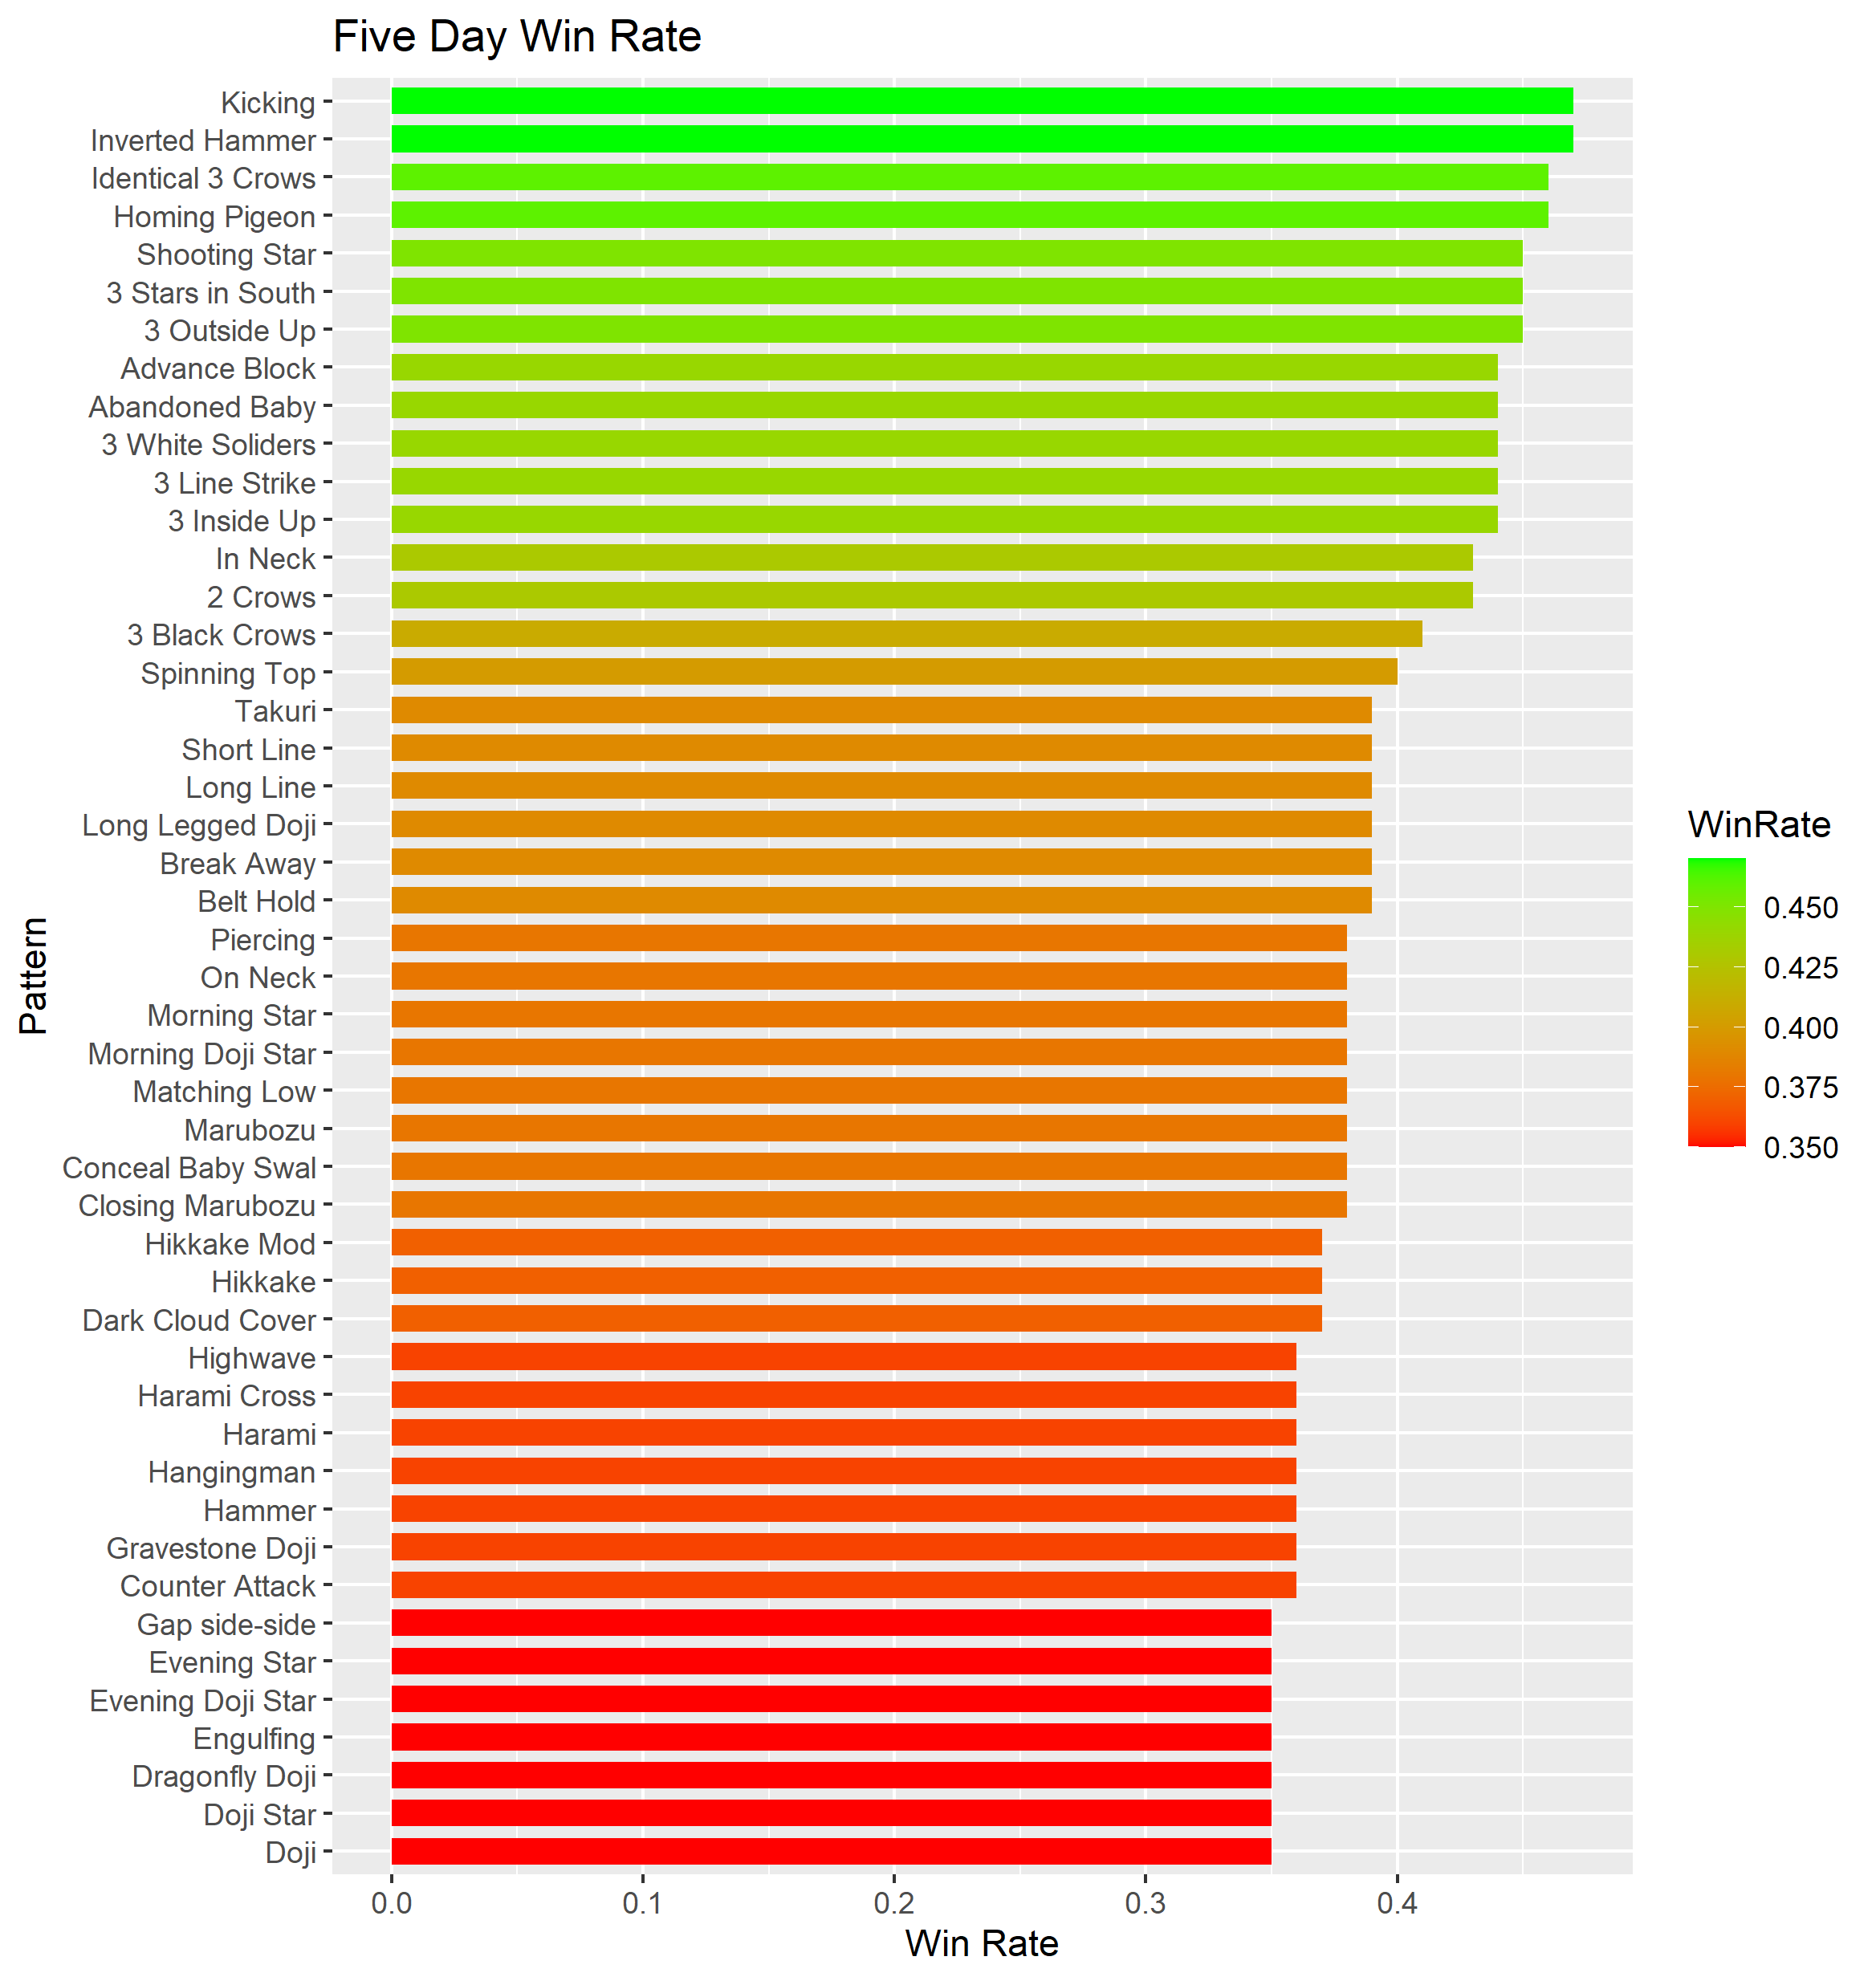 Five Day Win Rate
Kicking
Inverted Hammer
Identical 3 Crows
Homing Pigeon
Shooting Star
3 Stars in South
3 Outside Up
Advance Block
Abandoned Baby
3 White Soliders
3 Line Strike
3 Inside Up
In Neck
2 Crows
3 Black Crows
Spinning Top
Takuri
Short Line
Long Line
Long Legged Doji
Break Away
Belt Hold
Piercing
On Neck
Morning Star
Morning Doji Star
Matching Low
Marubozu
Conceal Baby Swal
Closing Marubozu
Hikkake Mod
Hikkake
Dark Cloud Cover
Highwave
Harami Cross
Harami
Hangingman
Hammer
Gravestone Doji
Counter Attack
Gap side-side
Evening Star
Evening Doji Star
Engulfing
Dragonfly Doji
Doji Star
Doji
Pattern
0.0 0.1 0.2 0.3 0.4
Win Rate
WinRate
0.450
0.425
0.400
0.375
0.350